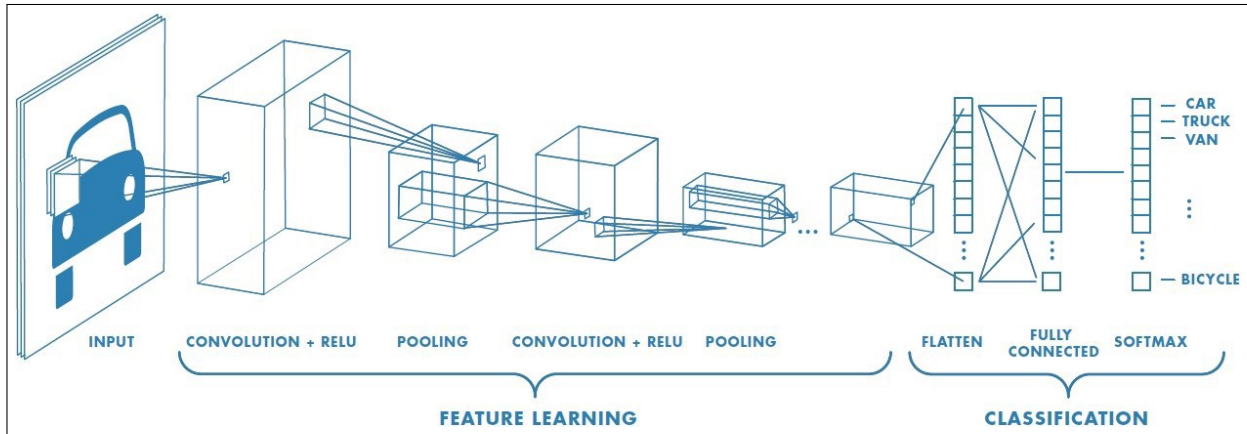 CAR
TRUCK
VAN
BICYCLE
INPUT
CONVOLUTION + RELU
POOLING
CONVOLUTION + RELU
POOLING
FLATTEN
FULLY
CONNECTED
SOFTMAX
FEATURE LEARNING
CLASSIFICATION